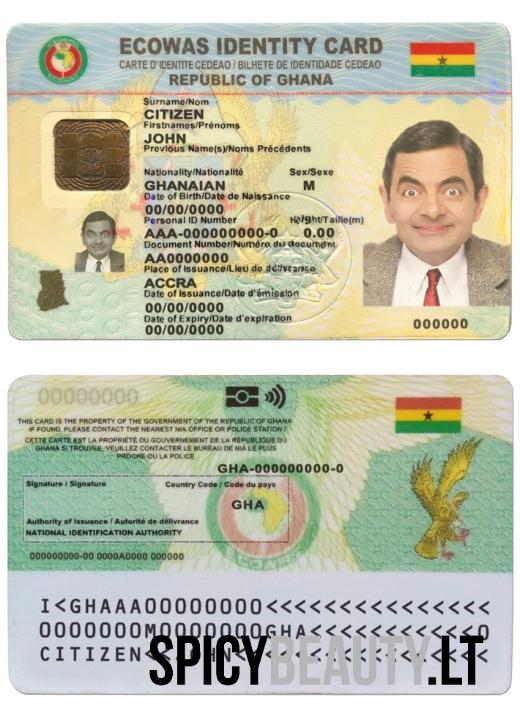 ECOWAS IDENTITY CARD
CARTE D'IDENTITE CEDEAO / BILHETE DE IDENTIDADE CEDEAO
REPUBLIC OF GHANA
Surname/Nom
CITIZEN
Firstnames/Prénoms
JOHN
Previous Name(s)/Noms Précédents
Nationality/Nationalité Sex/Sexe
GHANAIAN M
Date of Birth/Date de Naissance
00/00/0000
Personal ID Number Height/Taille(m)
AAA-000000000-0 0.00
Document Number/Numéro du document
AA0000000
Place of Issuance/Lieu de délivrance
ACCRA
Date of Issuance/Date d'émission
00/00/0000
Date of Expiry/Date d'expiration
00/00/0000
000000
00000000
THIS CARD IS THE PROPERTY OF THE GOVERNMENT OF THE REPUBLIC OF GHANA
IF FOUND, PLEASE CONTACT THE NEAREST NIA OFFICE OR POLICE STATION /
CETTE CARTE EST LA PROPRIÉTÉ DU GOUVERNEMENT DE LA RÉPUBLIQUE DU
GHANA SI TROUVÉE, VEUILLEZ CONTACTER LE BUREAU DE NIA LE PLUS
PROCHE OU LA POLICE
GHA-000000000-0
Signature / Signature Country Code / Code du pays
GHA
Authority of Issuance / Autorité de délivrance
NATIONAL IDENTIFICATION AUTHORITY
000000000-00 0000A0000 000000
I<GHAAA0000000<<<<<<<<<<<<<<<<
0000000M0000000GHA<<<<<<<<<<<0
CITIZEN<<JOHN<<<<<<<<<<<<<<<<<
SPICYBEAUTY.LT